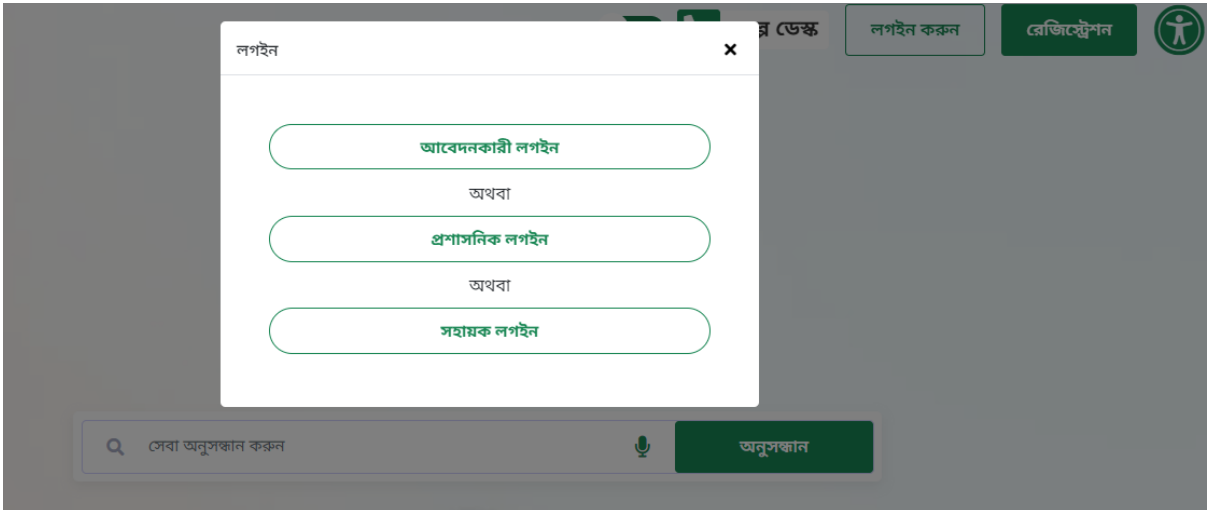 ডেস্ক
লগইন করুন
রেজিস্ট্রেশন
লগইন
আবেদনকারী লগইন
অথবা
প্রশাসনিক লগইন
অথবা
সহায়ক লগইন
সেবা অনুসন্ধান করুন
অনুসন্ধান